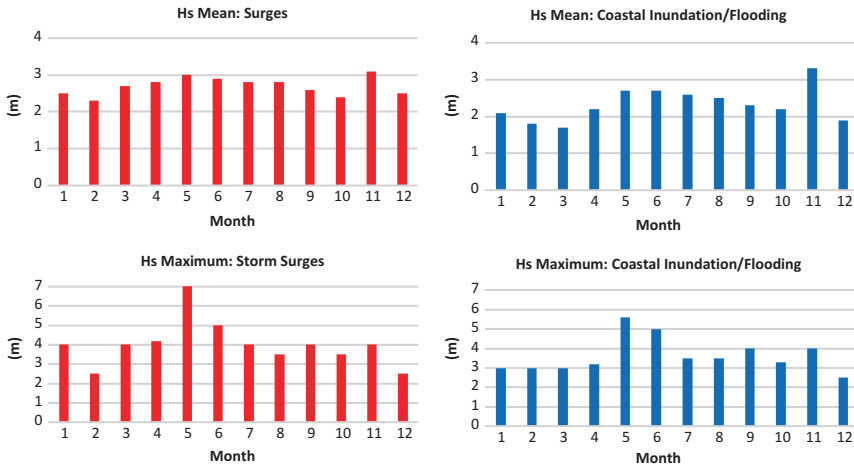 Hs Mean: Surges
4
3
2
1
0
(m)
1 2 3 4 5 6 7 8 9 10 11 12
Month
Hs Mean: Coastal Inundation/Flooding
4
3
2
1
0
(m)
1 2 3 4 5 6 7 8 9 10 11 12
Month
Hs Maximum: Storm Surges
7
6
5
4
3
2
1
0
(m)
1 2 3 4 5 6 7 8 9 10 11 12
Month
Hs Maximum: Coastal Inundation/Flooding
7
6
5
4
3
2
1
0
(m)
1 2 3 4 5 6 7 8 9 10 11 12
Month